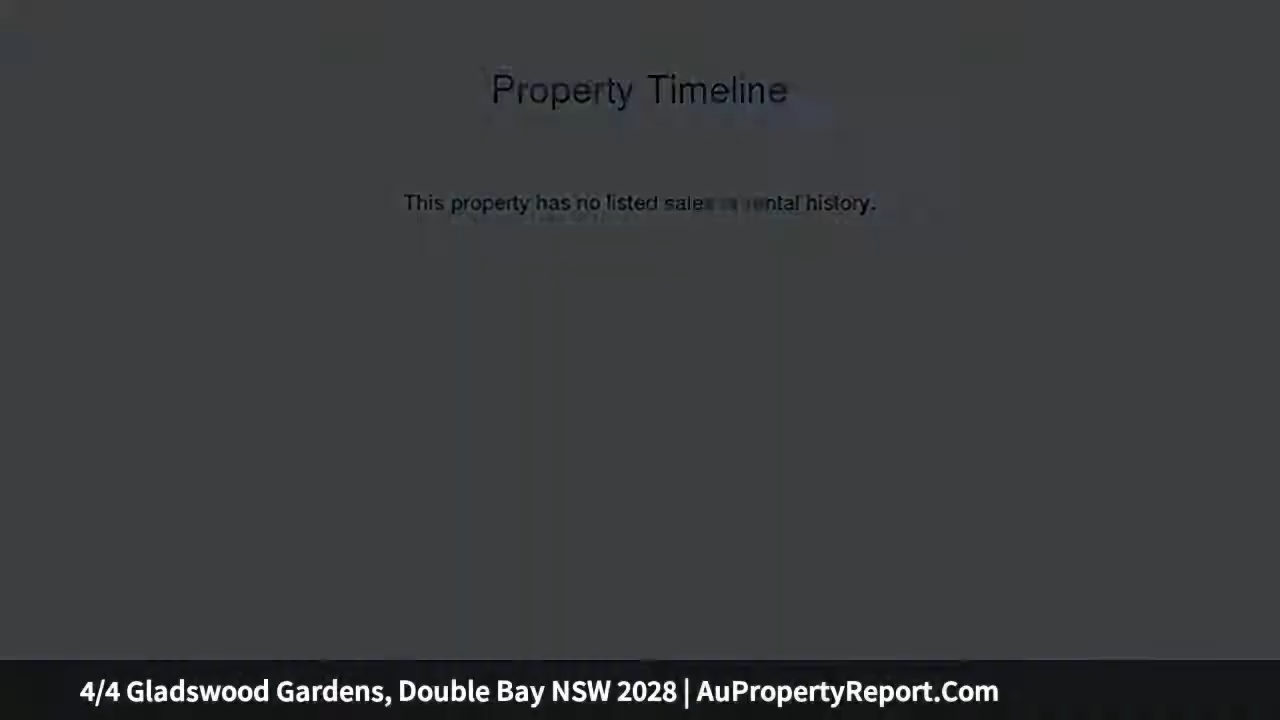 Property Timeline
This property has no listed sales or rental history.
4/4 Gladswood Gardens, Double Bay NSW 2028 | AuPropertyReport.Com